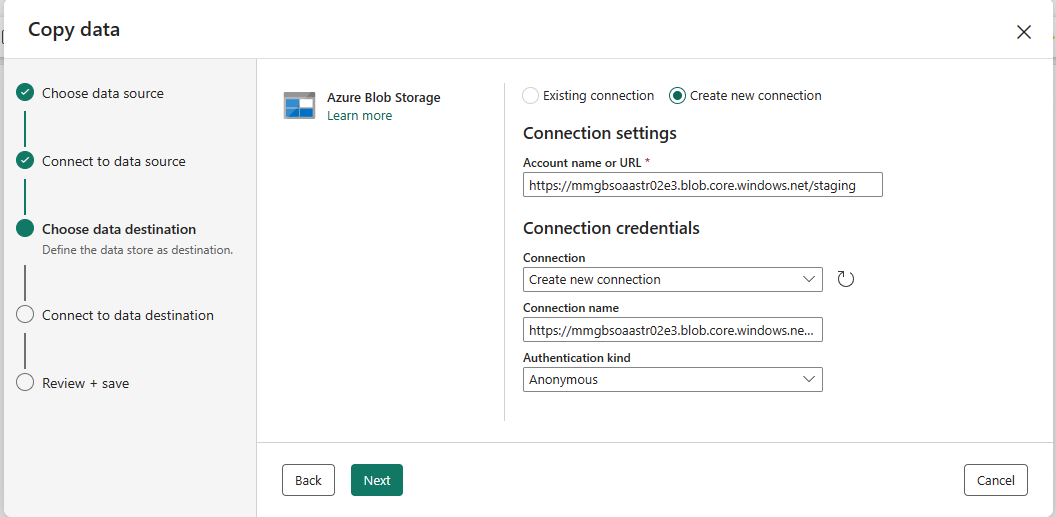 Copy data
Choose data source
Connect to data source
Choose data destination
Define the data store as destination.
Connect to data destination
Review + save
Azure Blob Storage
Learn more
Existing connection
Create new connection
Connection settings
Account name or URL *
https://mmgbsoaastr02e3.blob.core.windows.net/staging
Connection credentials
Connection
Create new connection
Connection name
https://mmgbsoaastr02e3.blob.core.windows.ne...
Authentication kind
Anonymous
Back
Next
Cancel